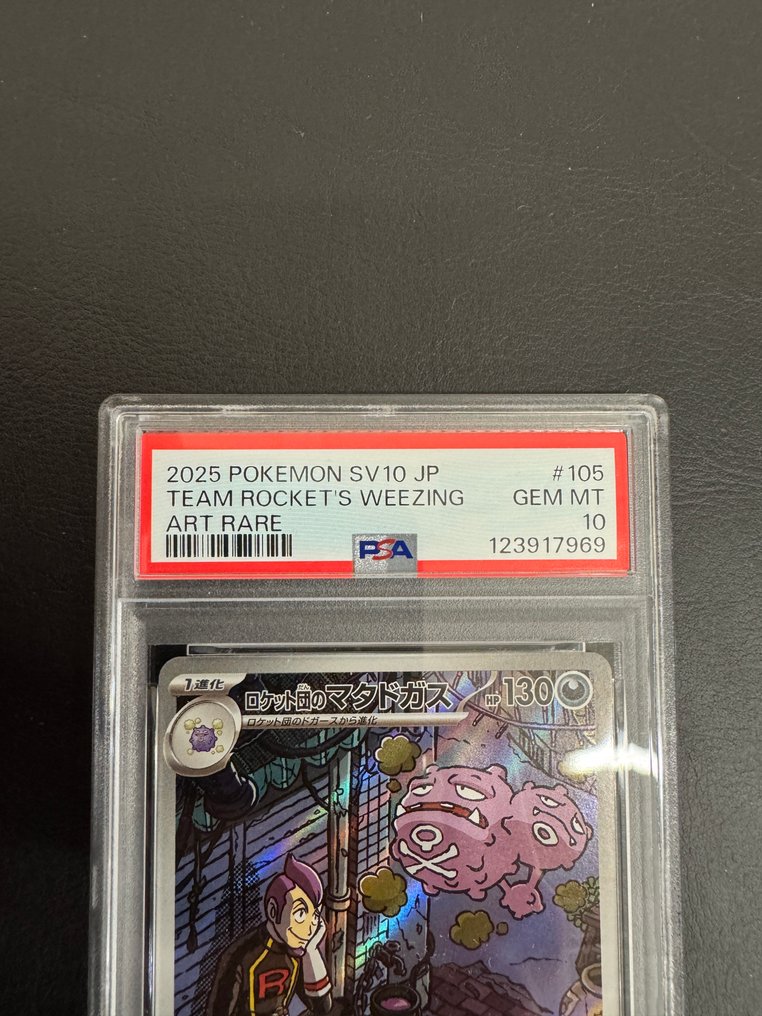 2025 POKEMON SV10 JP #105
TEAM ROCKET'S WEEZING GEM MT
ART RARE 10
PSA 123917969
1進化 ロケット団のマタドガス HP130
だん
ロケット団のドガースから進化
R